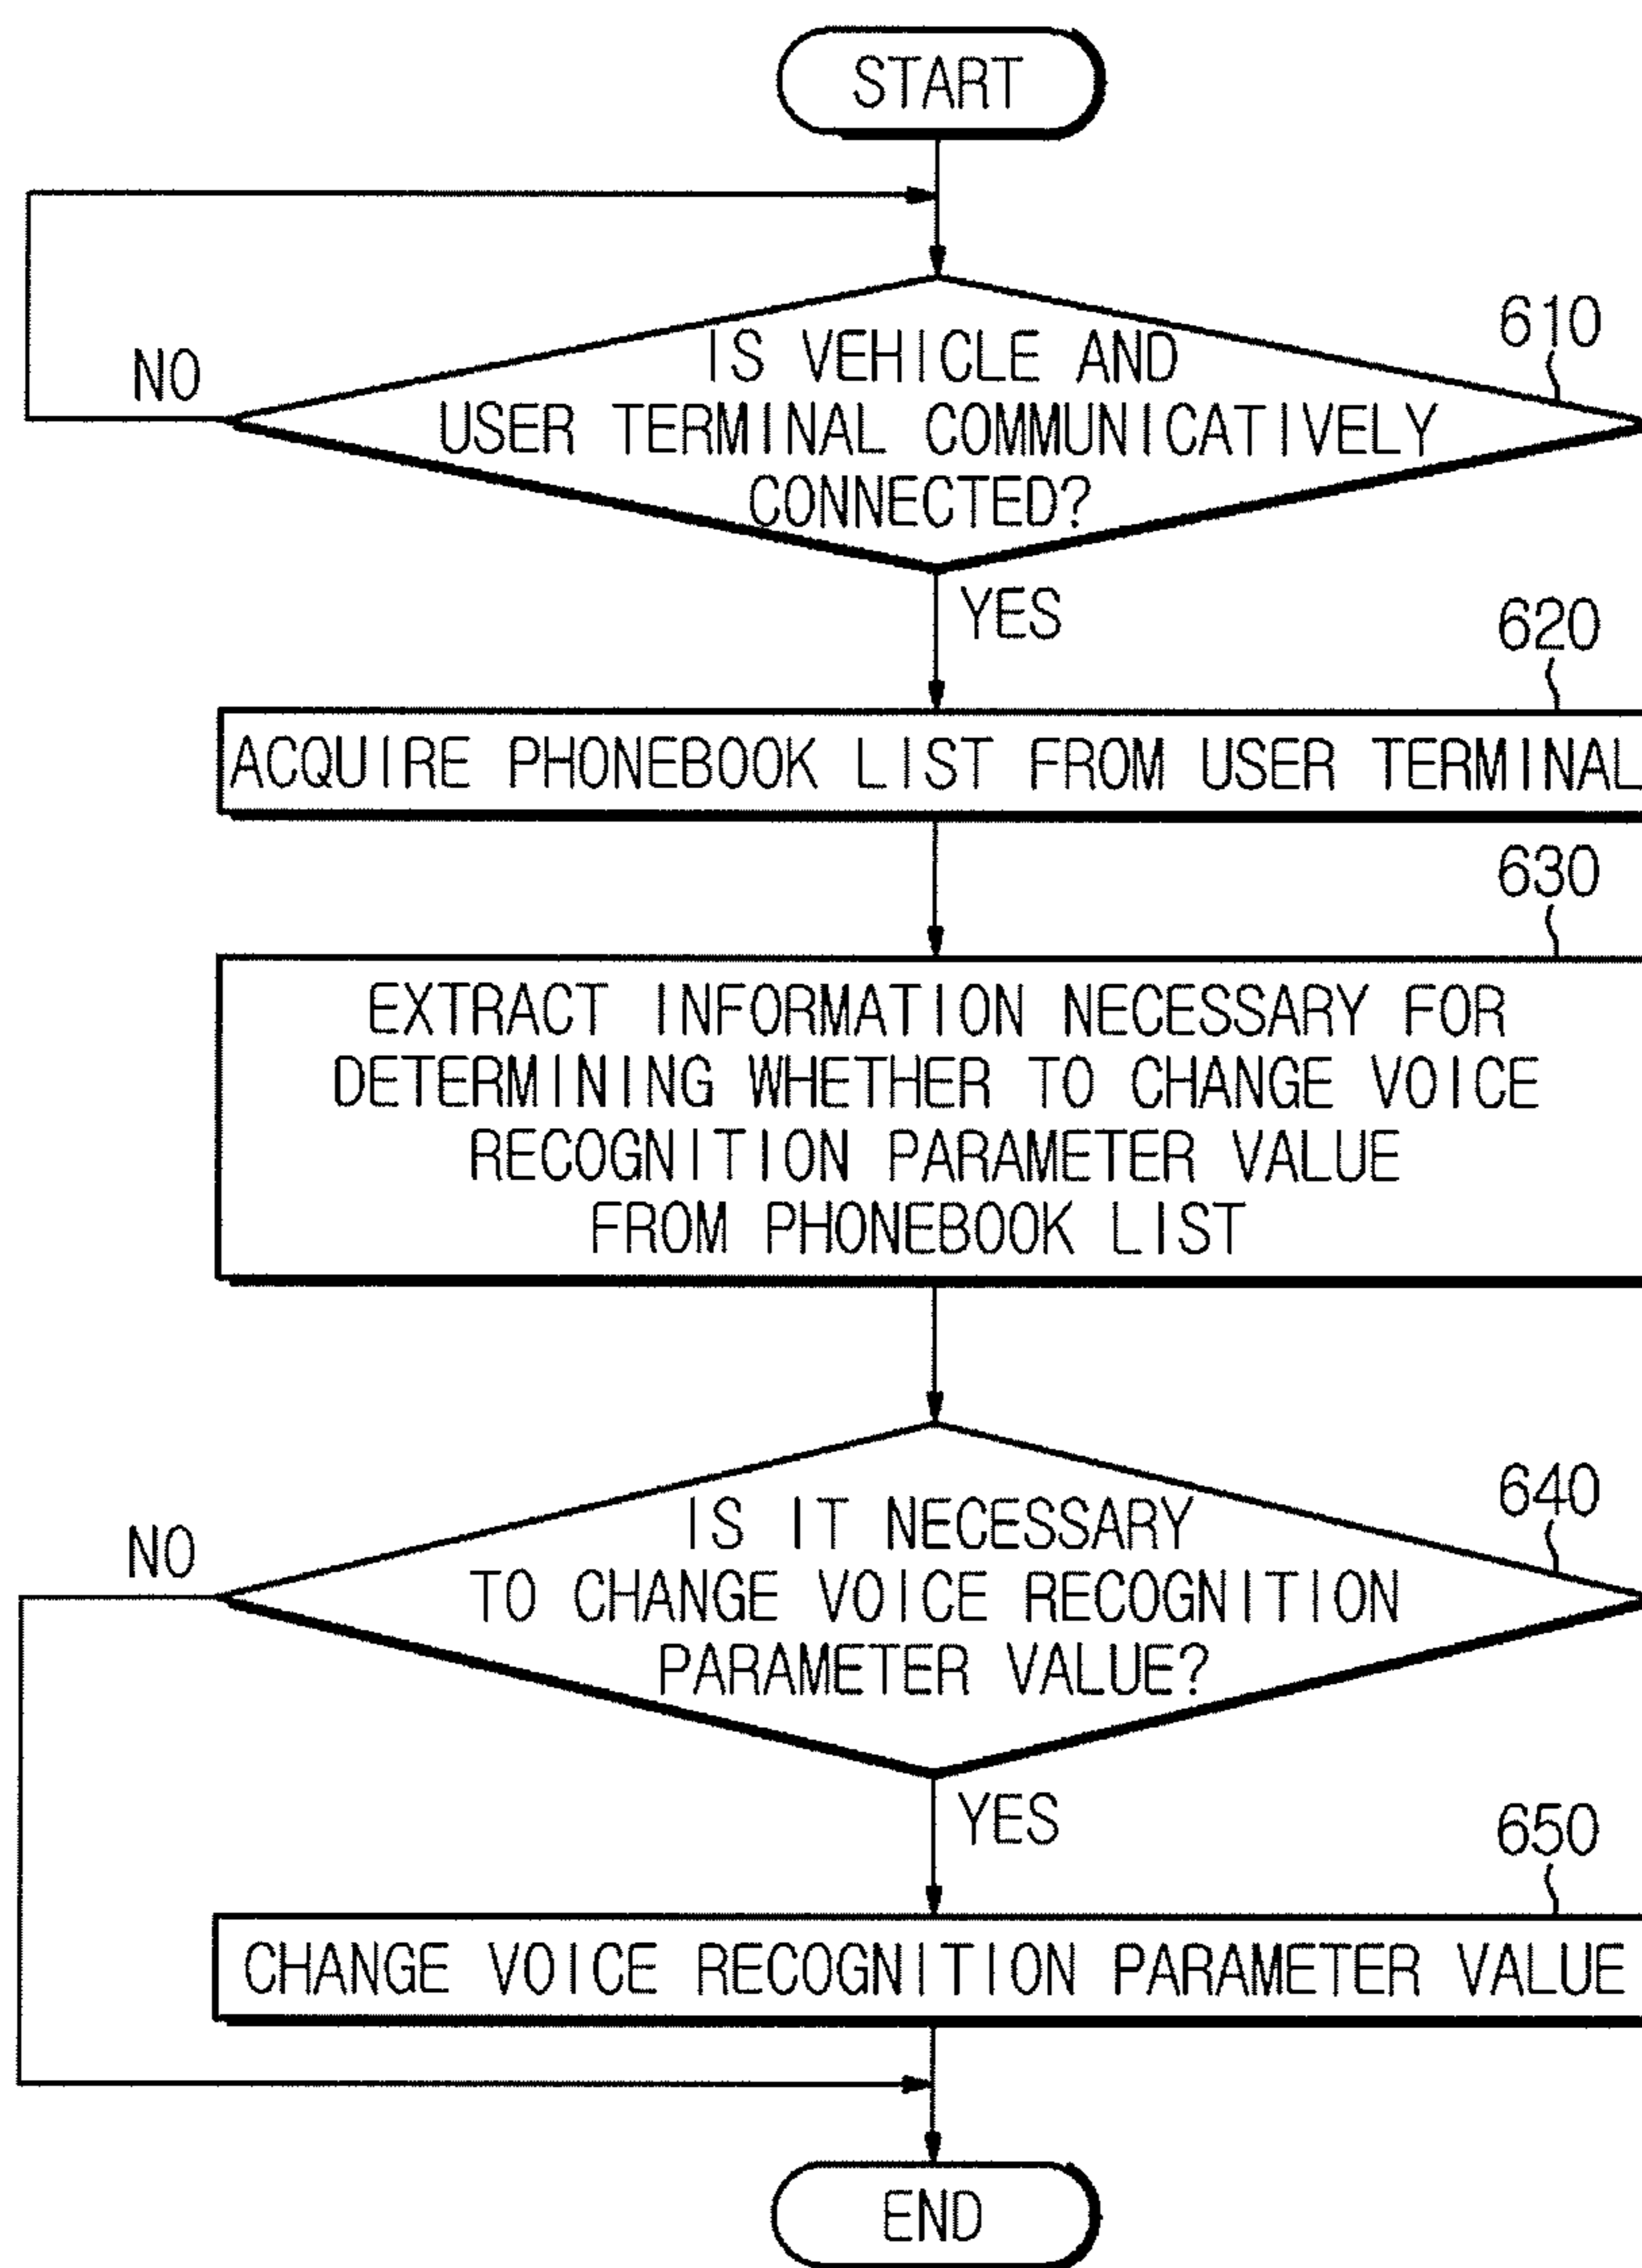 START
610
IS VEHICLE AND
NO
USER TERMINAL COMMUNICATIVELY
CONNECTED?
YES
620
ACQUIRE PHONEBOOK LIST FROM USER TERMINAL
630
EXTRACT INFORMATION NECESSARY FOR
DETERMINING WHETHER TO CHANGE VOICE
RECOGNITION PARAMETER VALUE
FROM PHONEBOOK LIST
640
IS IT NECESSARY
NO
TO CHANGE VOICE RECOGNITION
PARAMETER VALUE?
YES
650
CHANGE VOICE RECOGNITION PARAMETER VALUE
END